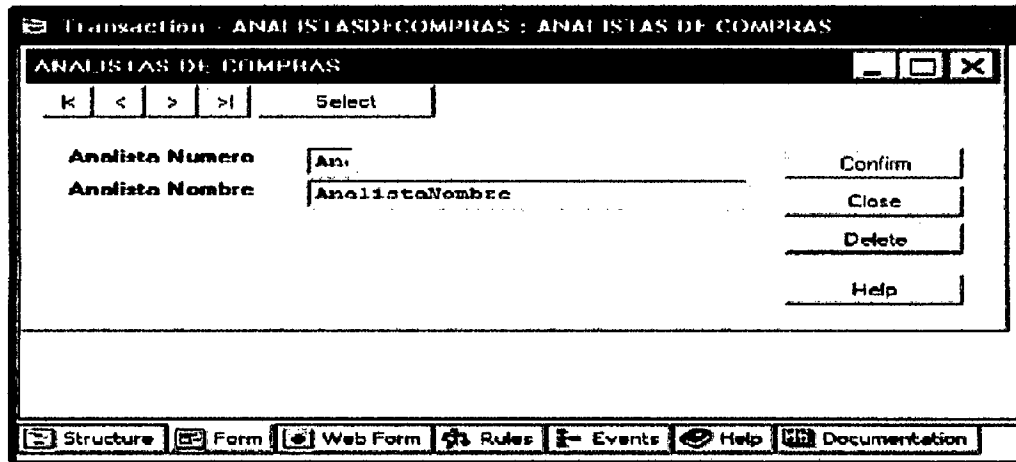 Transaction - ANALISTASDECOMPRAS : ANALISTAS DE COMPRAS
ANALISTAS DE COMPRAS
K < > >| Select
Analista Numero Ana
Analista Nombre AnalistaNombre
Confirm
Close
Delete
Help
Structure Form Web Form Rules Events Help Documentation